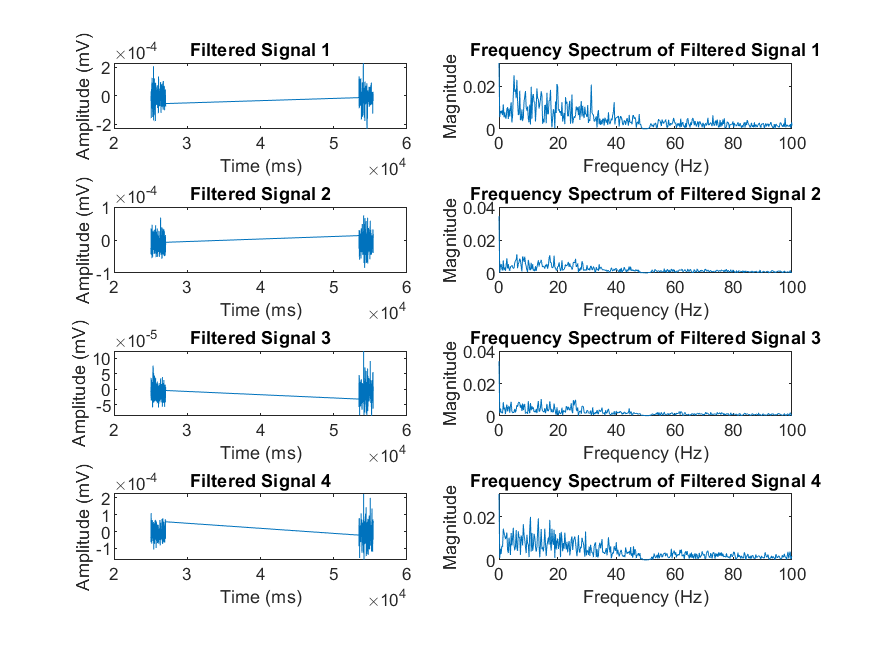 Filtered Signal 1
×10⁻⁴
2
0
-2
Amplitude (mV)
2 3 4 5 6
Time (ms)
×10⁴
Frequency Spectrum of Filtered Signal 1
0.02
0
Magnitude
0 20 40 60 80 100
Frequency (Hz)
Filtered Signal 2
×10⁻⁴
1
0
-1
Amplitude (mV)
2 3 4 5 6
Time (ms)
×10⁴
Frequency Spectrum of Filtered Signal 2
0.04
0.02
0
Magnitude
0 20 40 60 80 100
Frequency (Hz)
Filtered Signal 3
×10⁻⁵
10
5
0
-5
Amplitude (mV)
2 3 4 5 6
Time (ms)
×10⁴
Frequency Spectrum of Filtered Signal 3
0.04
0.02
0
Magnitude
0 20 40 60 80 100
Frequency (Hz)
Filtered Signal 4
×10⁻⁴
2
1
0
-1
Amplitude (mV)
2 3 4 5 6
Time (ms)
×10⁴
Frequency Spectrum of Filtered Signal 4
0.02
0
Magnitude
0 20 40 60 80 100
Frequency (Hz)